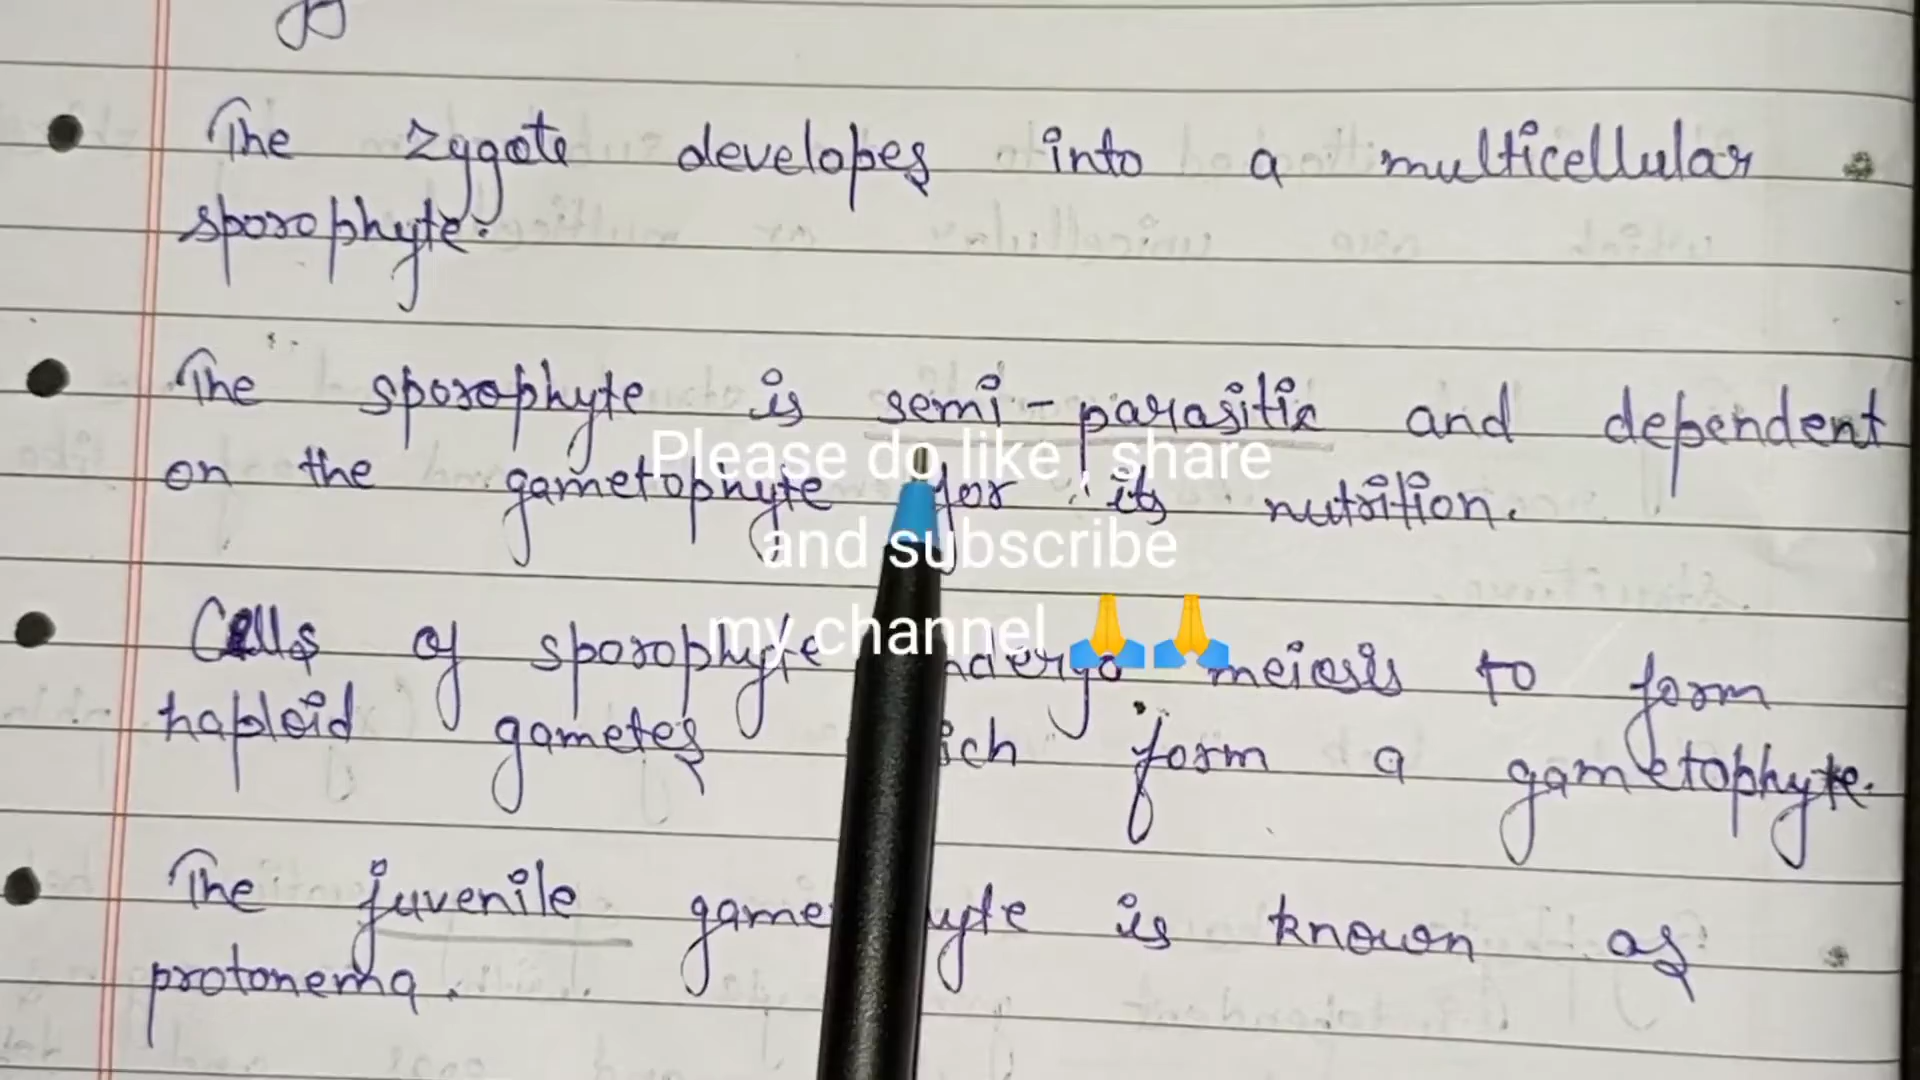 The zygote developes into a multicellular
sporophyte.
The sporophyte is semi-parasitic and dependent
on the gametophyte for its nutrition.
Please do like , share
and subscribe
my channel 🙏🙏
Cells of sporophyte meiosis to form
haploid gametes form a gametophyte.
The juvenile is known as
protonema.